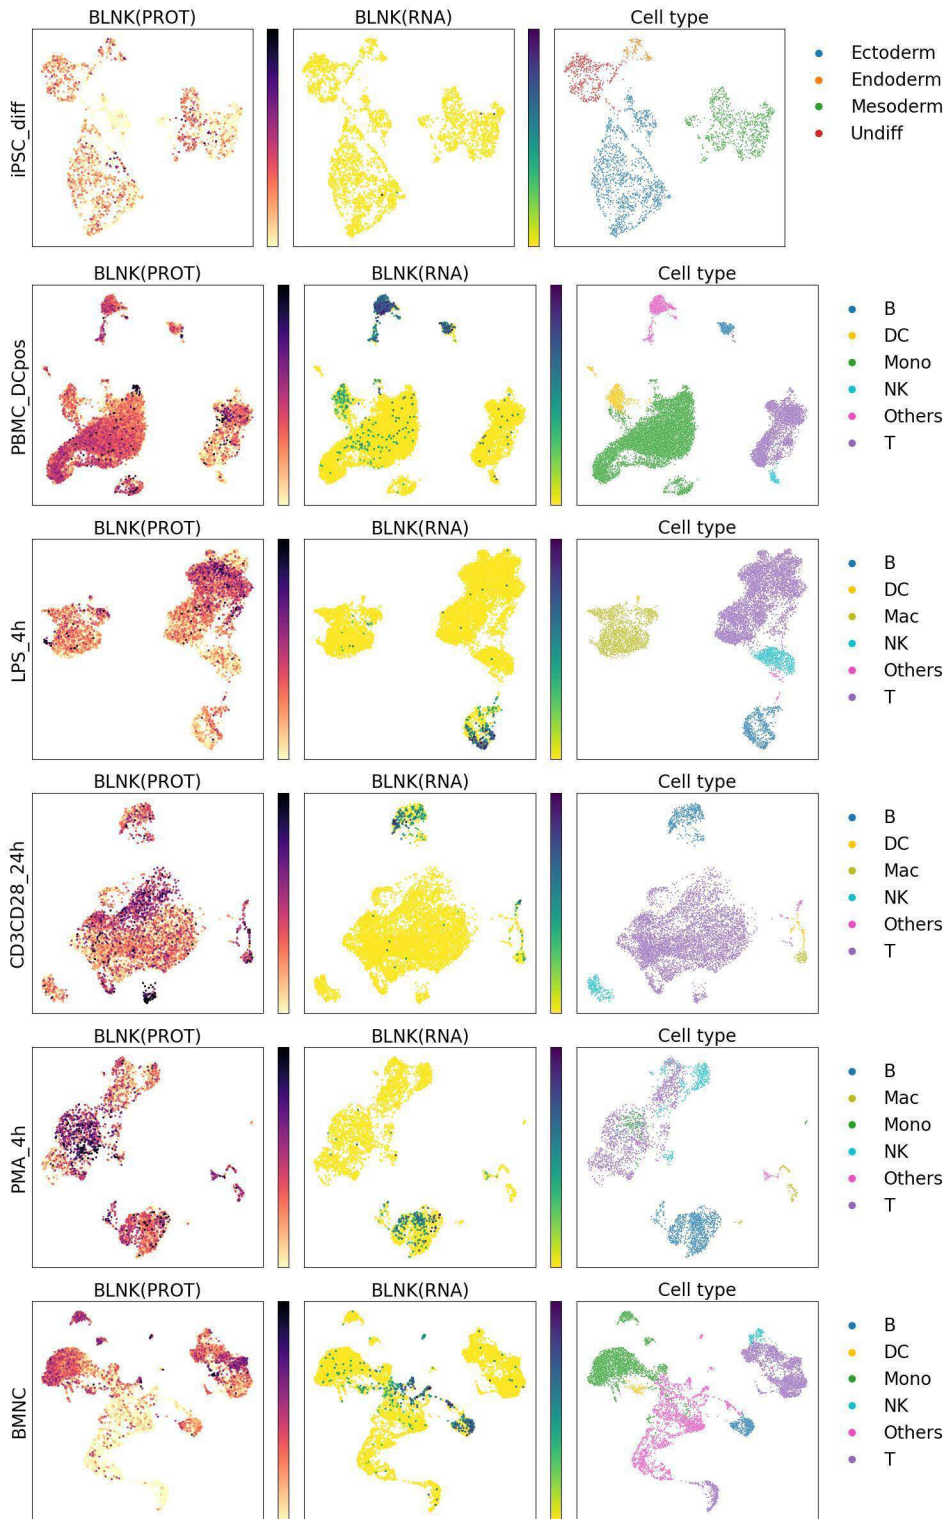 BLNK(PROT)
BLNK(RNA)
Cell type
iPSC_diff
Ectoderm
Endoderm
Mesoderm
Undiff
BLNK(PROT)
BLNK(RNA)
Cell type
PBMC_DCpos
B
DC
Mono
NK
Others
T
BLNK(PROT)
BLNK(RNA)
Cell type
LPS_4h
B
DC
Mac
NK
Others
T
BLNK(PROT)
BLNK(RNA)
Cell type
CD3CD28_24h
B
DC
Mac
NK
Others
T
BLNK(PROT)
BLNK(RNA)
Cell type
PMA_4h
B
Mac
Mono
NK
Others
T
BLNK(PROT)
BLNK(RNA)
Cell type
BMNC
B
DC
Mono
NK
Others
T